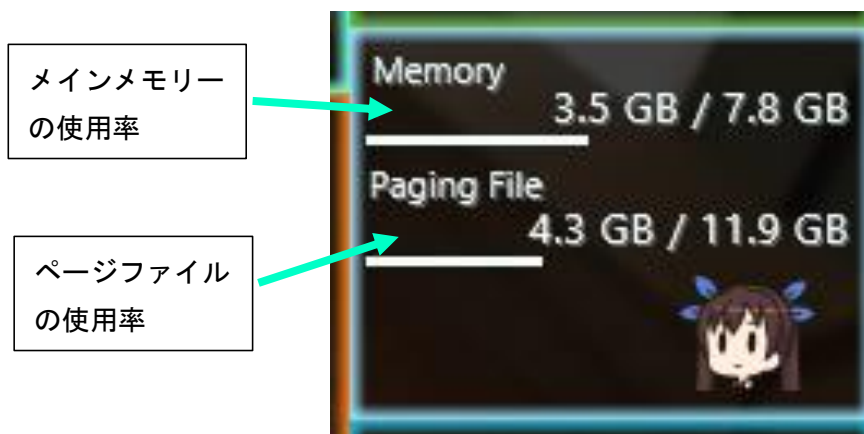 メインメモリー
の使用率
Memory
3.5 GB / 7.8 GB
Paging File
4.3 GB / 11.9 GB
ページファイル
の使用率